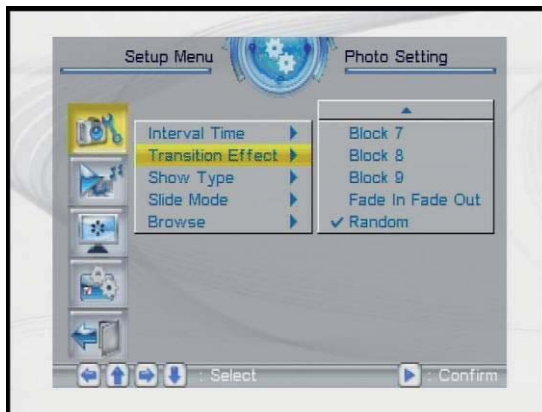 Setup Menu
Photo Setting
Interval Time
Transition Effect
Show Type
Slide Mode
Browse
Block 7
Block 8
Block 9
Fade In Fade Out
Random
: Select
: Confirm